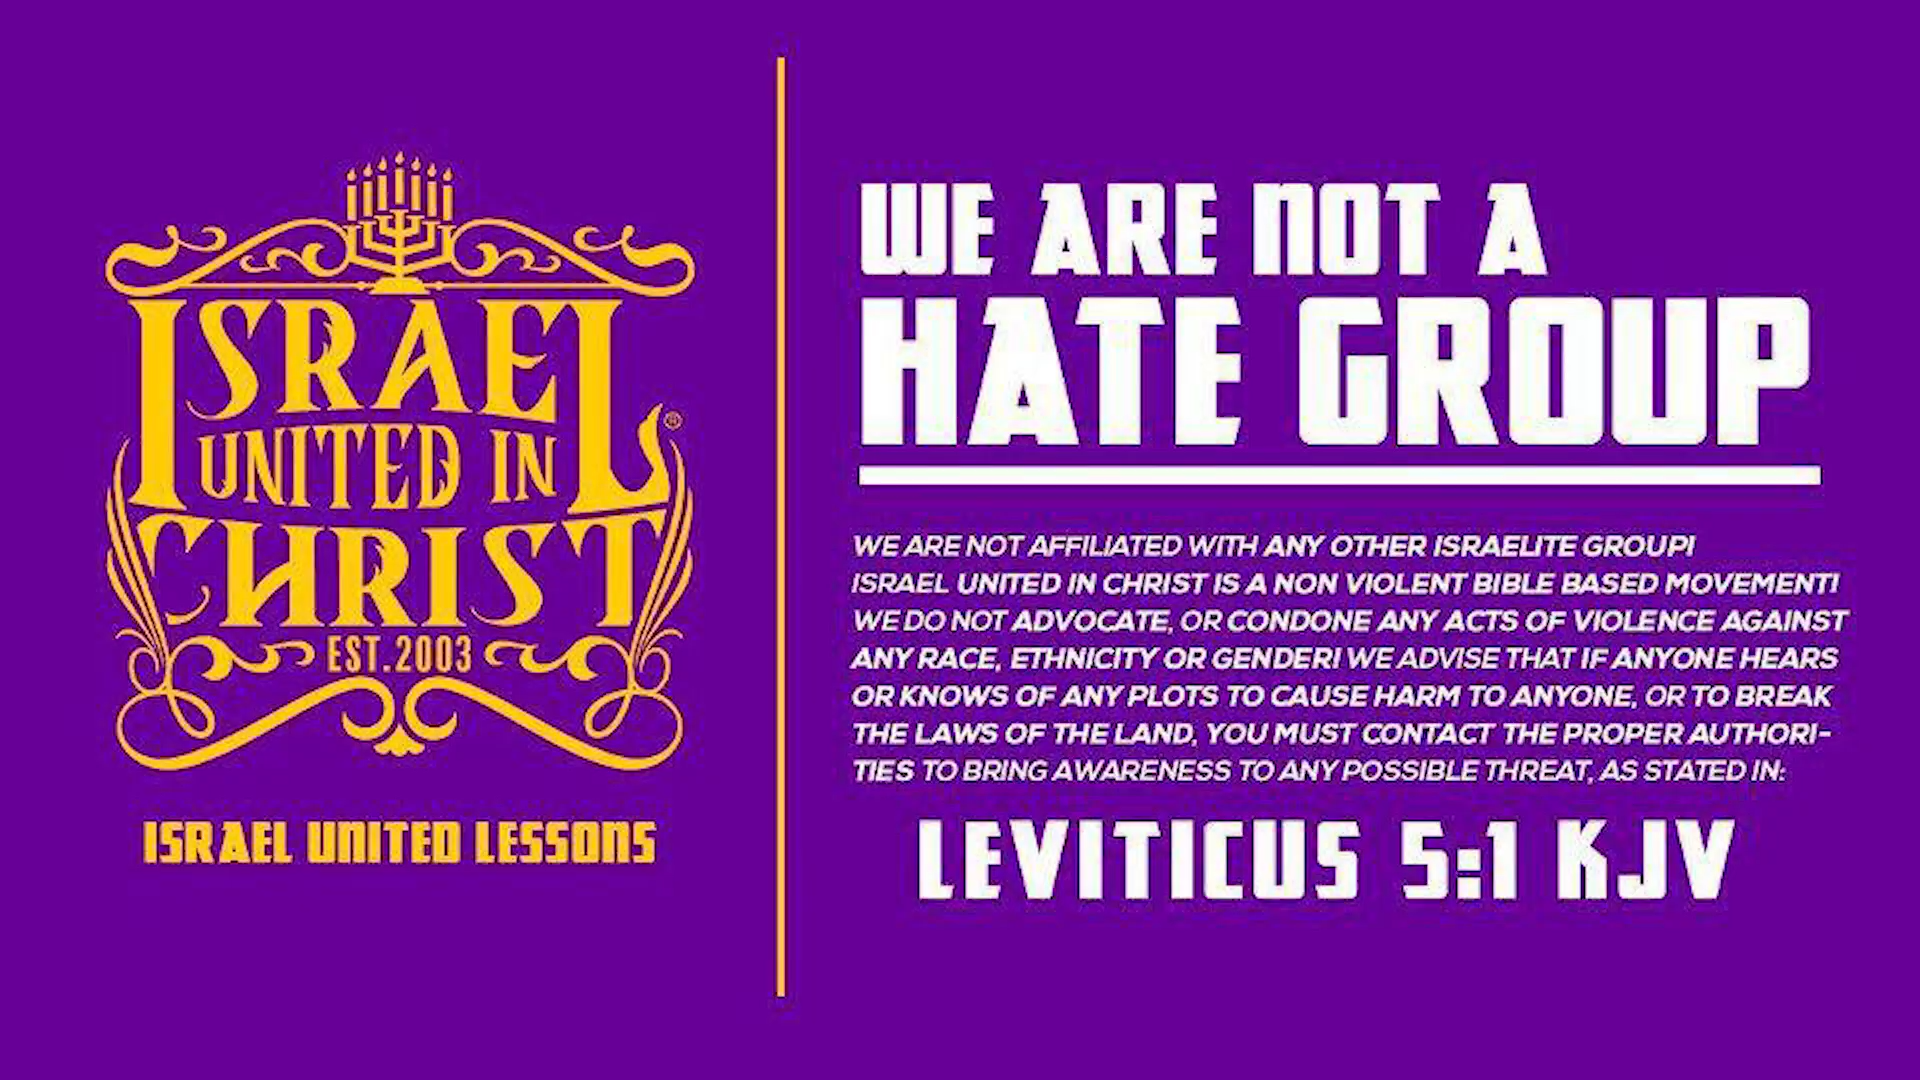 ISRAEL
UNITED IN
CHRIST
®
EST.2003
ISRAEL UNITED LESSONS
WE ARE NOT A
HATE GROUP
WE ARE NOT AFFILIATED WITH ANY OTHER ISRAELITE GROUP!
ISRAEL UNITED IN CHRIST IS A NON VIOLENT BIBLE BASED MOVEMENT!
WE DO NOT ADVOCATE, OR CONDONE ANY ACTS OF VIOLENCE AGAINST
ANY RACE, ETHNICITY OR GENDER! WE ADVISE THAT IF ANYONE HEARS
OR KNOWS OF ANY PLOTS TO CAUSE HARM TO ANYONE, OR TO BREAK
THE LAWS OF THE LAND, YOU MUST CONTACT THE PROPER AUTHORI-
TIES TO BRING AWARENESS TO ANY POSSIBLE THREAT, AS STATED IN:
LEVITICUS 5:1 KJV